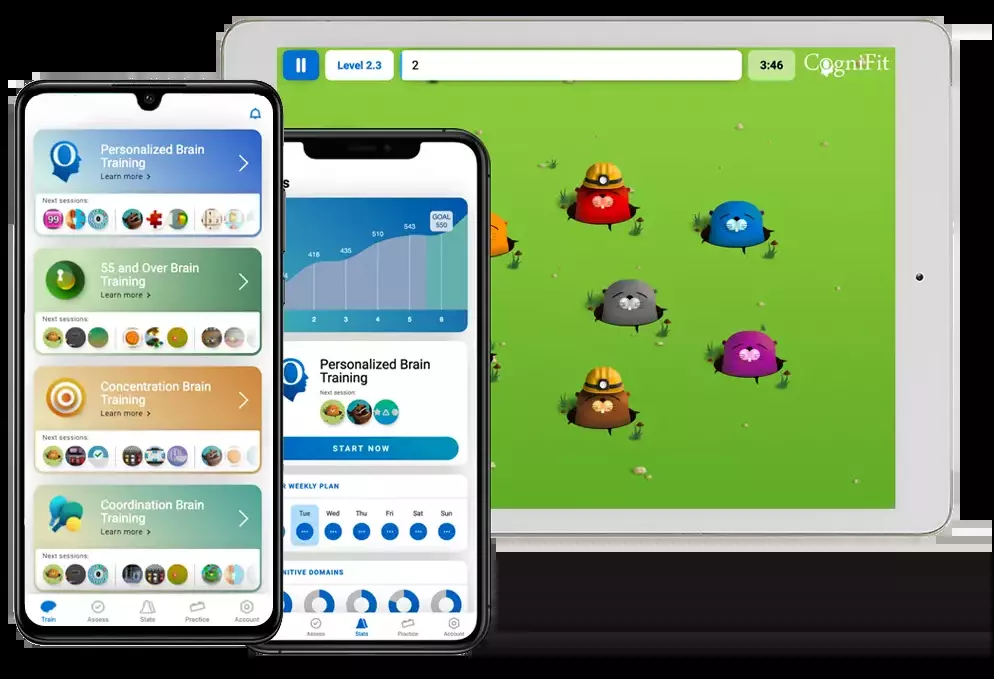 Level 2.3
2
3:46
CogniFit
Personalized Brain
Training
Learn more >
Next sessions:
99
55 and Over Brain
Training
Learn more >
Next sessions:
Concentration Brain
Training
Learn more >
Next sessions:
Coordination Brain
Training
Learn more >
Next sessions:
Train
Assess
Stats
Practice
Account
s
GOAL
550
4
418
435
510
543
2
3
4
5
6
Personalized Brain
Training
Next session:
START NOW
R WEEKLY PLAN
Tue
Wed
Thu
Fri
Sat
Sun
NITIVE DOMAINS
Assess
Stats
Practice
Account